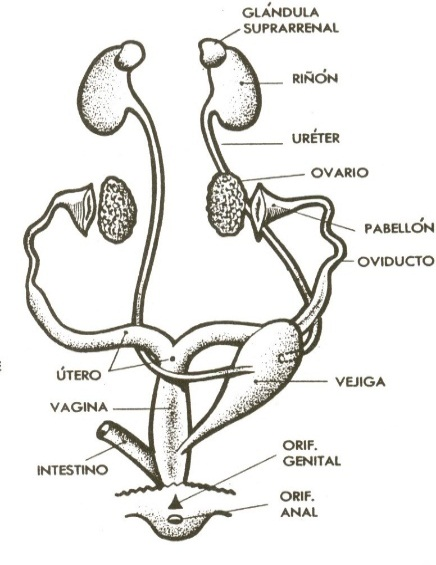 GLÁNDULA
SUPRARRENAL
RIÑÓN
URÉTER
OVARIO
PABELLÓN
OVIDUCTO
ÚTERO
VEJIGA
VAGINA
INTESTINO
ORIF.
GENITAL
ORIF.
ANAL